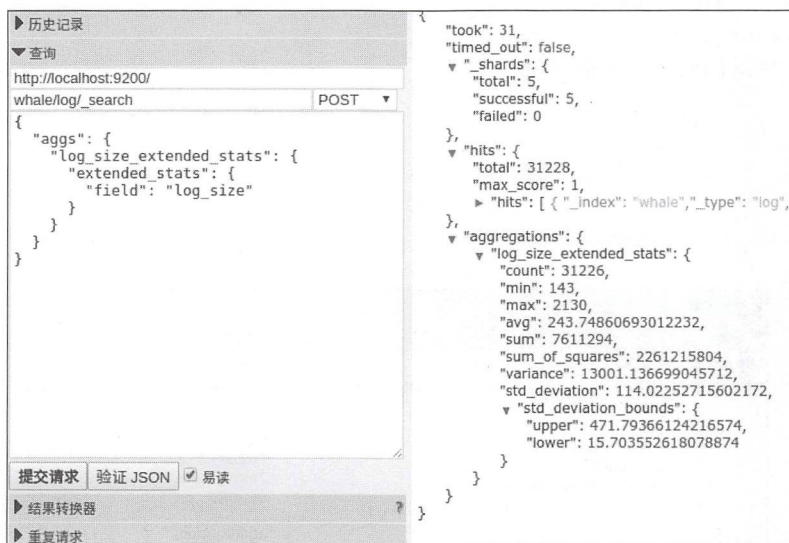 历史记录
查询
http://localhost:9200/
whale/log/_search POST
{
"aggs": {
"log_size_extended_stats": {
"extended_stats": {
"field": "log_size"
}
}
}
}
提交请求 验证 JSON 易读
结果转换器 ?
重复请求
{
"took": 31,
"timed_out": false,
"_shards": {
"total": 5,
"successful": 5,
"failed": 0
},
"hits": {
"total": 31228,
"max_score": 1,
"hits": [ { "_index": "whale","_type": "log",
},
"aggregations": {
"log_size_extended_stats": {
"count": 31226,
"min": 143,
"max": 2130,
"avg": 243.74860693012232,
"sum": 7611294,
"sum_of_squares": 2261215804,
"variance": 13001.136699045712,
"std_deviation": 114.02252715602172,
"std_deviation_bounds": {
"upper": 471.79366124216574,
"lower": 15.703552618078874
}
}
}
}